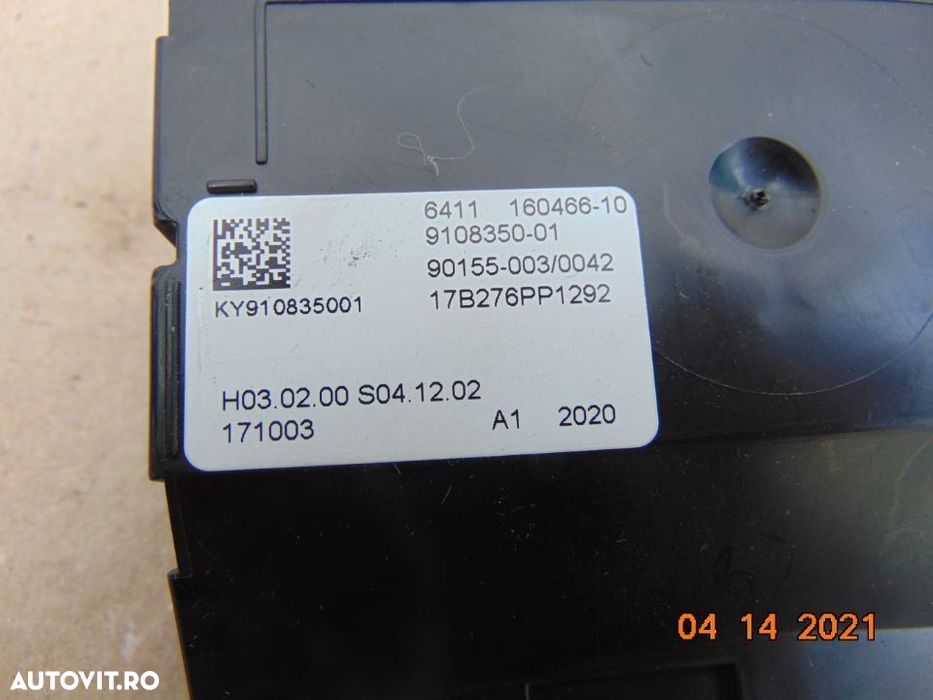 6411 160466-10
9108350-01
90155-003/0042
KY910835001
17B276PP1292
H03.02.00 S04.12.02
171003 A1 2020
04 14 2021
AUTOVIT.RO